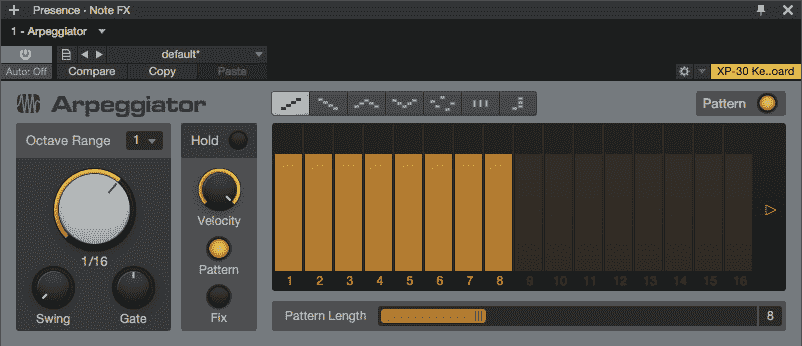 Presence - Note FX
1 - Arpeggiator
default*
Auto: Off Compare Copy Paste
XP-30 Ke..oard
Arpeggiator
Pattern
Octave Range 1
Hold
Velocity
1/16
Pattern
Swing Gate
Fix
1 2 3 4 5 6 7 8 9 10 11 12 13 14 15 16
Pattern Length 8